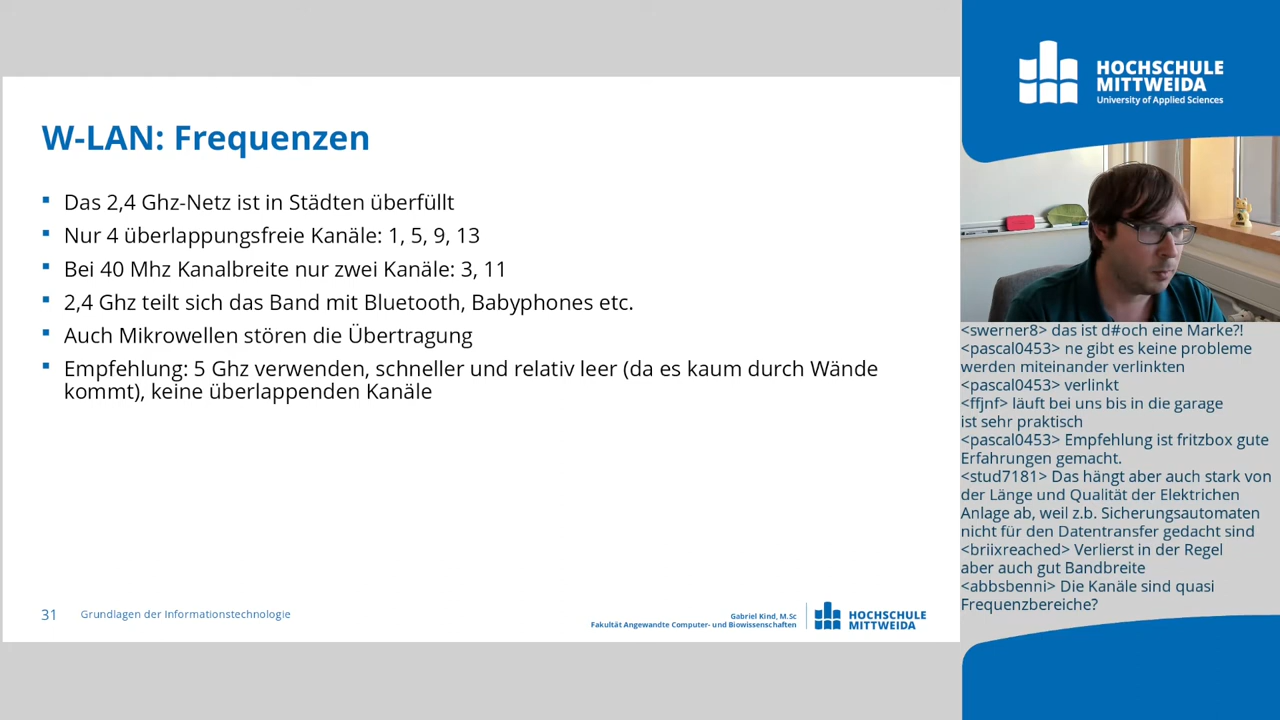 W-LAN: Frequenzen
Das 2,4 Ghz-Netz ist in Städten überfüllt
Nur 4 überlappungsfreie Kanäle: 1, 5, 9, 13
Bei 40 Mhz Kanalbreite nur zwei Kanäle: 3, 11
2,4 Ghz teilt sich das Band mit Bluetooth, Babyphones etc.
Auch Mikrowellen stören die Übertragung
Empfehlung: 5 Ghz verwenden, schneller und relativ leer (da es kaum durch Wände
kommt), keine überlappenden Kanäle
31
Grundlagen der Informationstechnologie
Gabriel Kind, M.Sc
Fakultät Angewandte Computer- und Biowissenschaften
HOCHSCHULE
MITTWEIDA
HOCHSCHULE
MITTWEIDA
University of Applied Sciences
<swerner8> das ist d#och eine Marke?!
<pascal0453> ne gibt es keine probleme
werden miteinander verlinkten
<pascal0453> verlinkt
<ffjnf> läuft bei uns bis in die garage
ist sehr praktisch
<pascal0453> Empfehlung ist fritzbox gute
Erfahrungen gemacht.
<stud7181> Das hängt aber auch stark von
der Länge und Qualität der Elektrichen
Anlage ab, weil z.b. Sicherungsautomaten
nicht für den Datentransfer gedacht sind
<briixreached> Verlierst in der Regel
aber auch gut Bandbreite
<abbsbenni> Die Kanäle sind quasi
Frequenzbereiche?